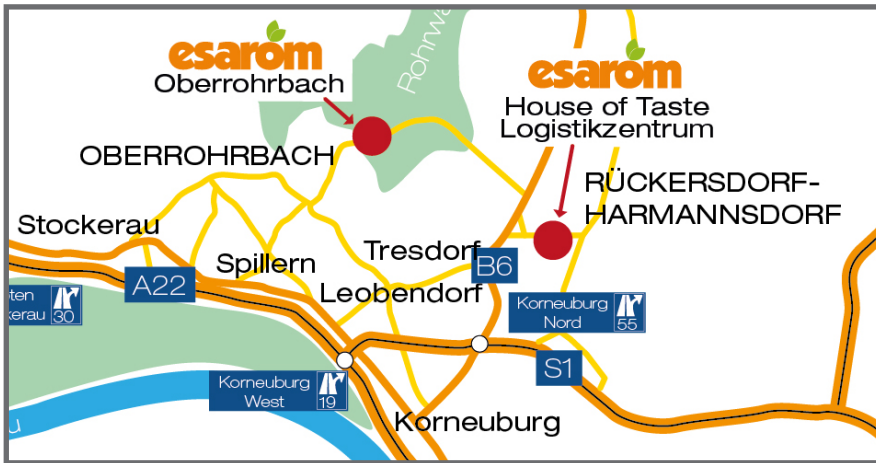 esarom
Oberrohrbach
esarom
House of Taste
Logistikzentrum
OBERROHRBACH
RÜCKERSDORF-
HARMANNSDORF
Stockerau
Spillern
Tresdorf
Leobendorf
B6
A22
30
Korneuburg
Nord
55
S1
Korneuburg
West
19
Korneuburg